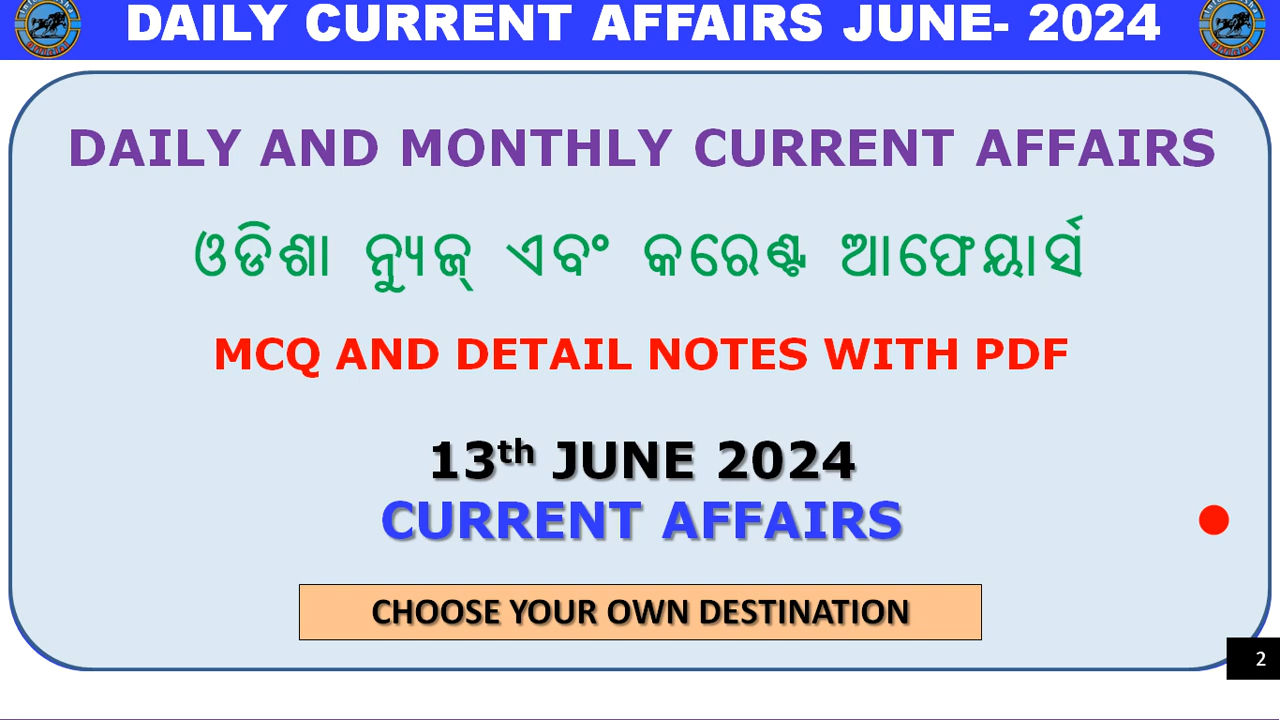 DAILY CURRENT AFFAIRS JUNE- 2024
DAILY AND MONTHLY CURRENT AFFAIRS
ଓଡିଶା ନ୍ୟୁଜ୍ ଏବଂ କରେଣ୍ଟ ଆଫେୟାର୍ସ
MCQ AND DETAIL NOTES WITH PDF
13th JUNE 2024
CURRENT AFFAIRS
CHOOSE YOUR OWN DESTINATION
2